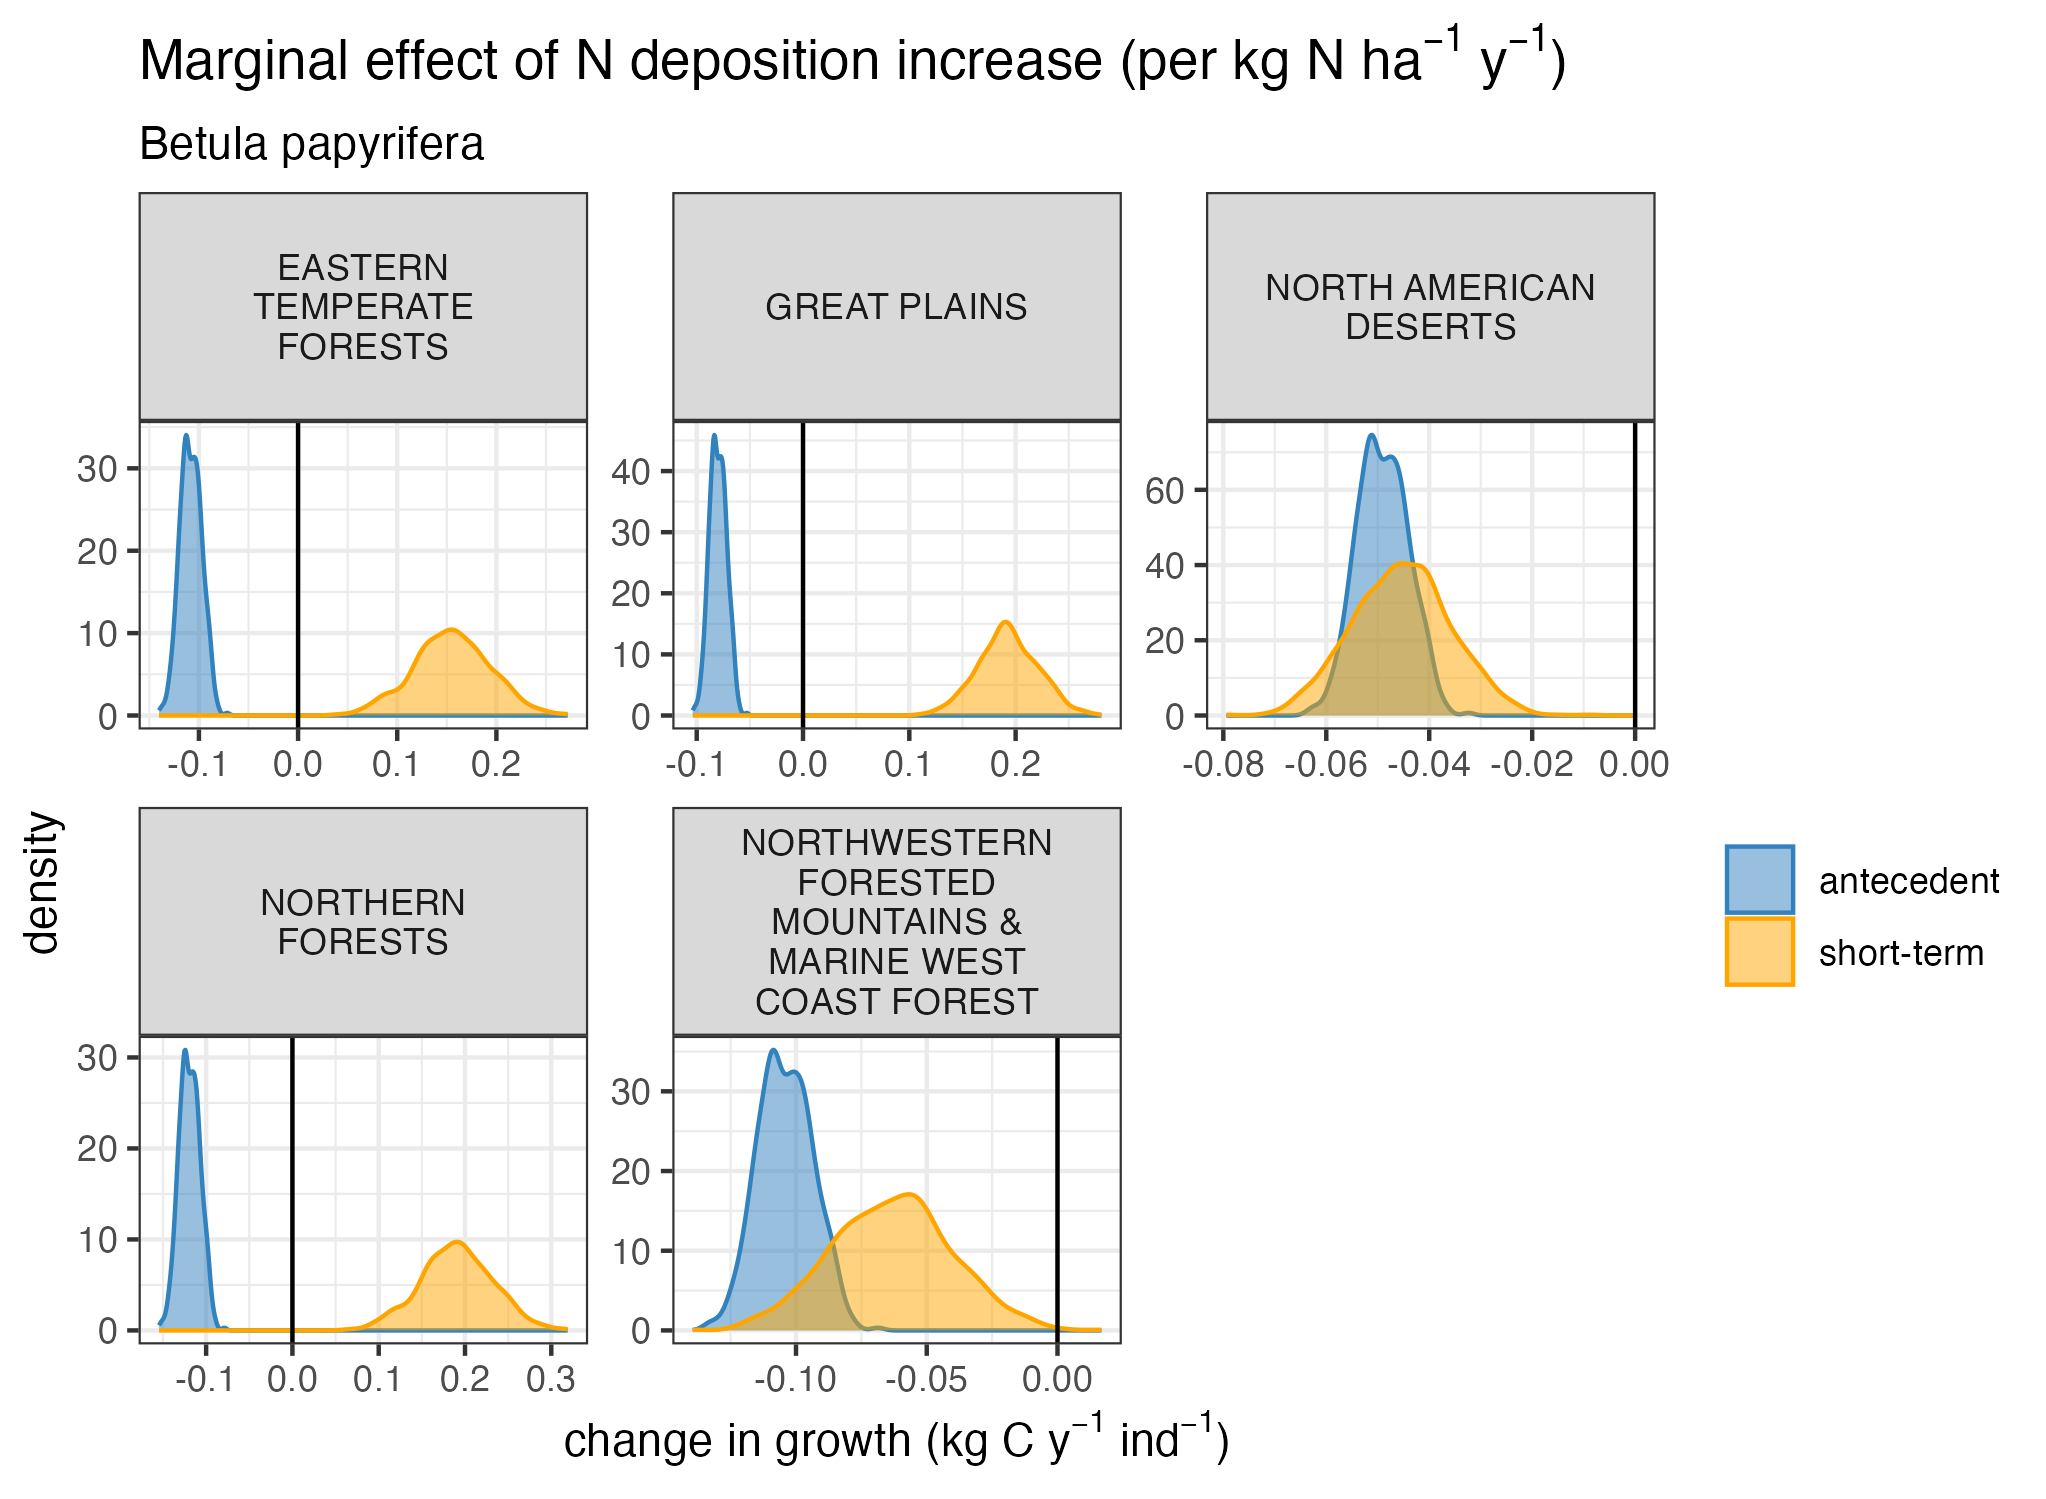 Marginal effect of N deposition increase (per kg N ha⁻¹ y⁻¹)
Betula papyrifera
EASTERN
TEMPERATE
FORESTS
GREAT PLAINS
NORTH AMERICAN
DESERTS
30
20
10
0
-0.1 0.0 0.1 0.2
40
30
20
10
0
-0.1 0.0 0.1 0.2
60
40
20
0
-0.08 -0.06 -0.04 -0.02 0.00
NORTHERN
FORESTS
NORTHWESTERN
FORESTED
MOUNTAINS &
MARINE WEST
COAST FOREST
30
20
10
0
-0.1 0.0 0.1 0.2 0.3
30
20
10
0
-0.10 -0.05 0.00
density
change in growth (kg C y⁻¹ ind⁻¹)
antecedent
short-term